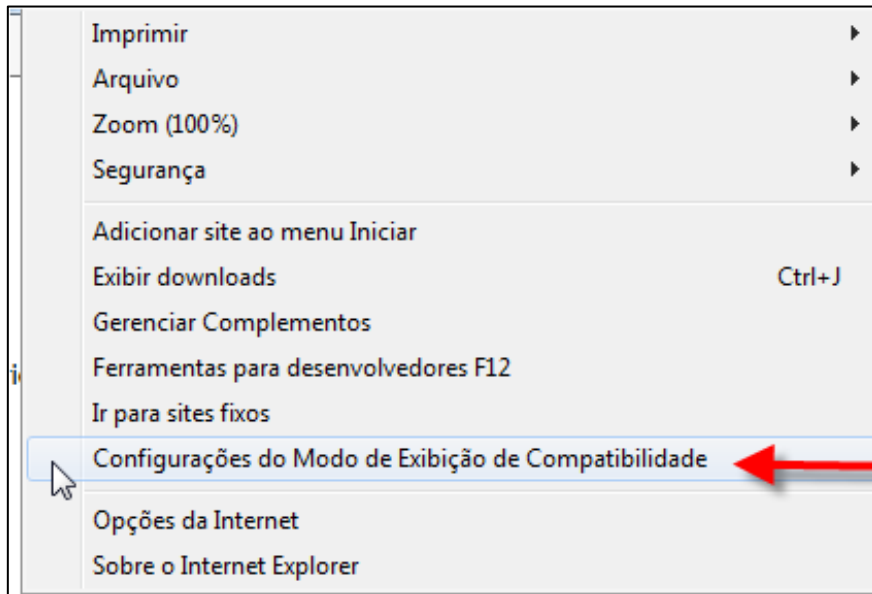 Imprimir
Arquivo
Zoom (100%)
Segurança
Adicionar site ao menu Iniciar
Exibir downloads Ctrl+J
Gerenciar Complementos
Ferramentas para desenvolvedores F12
Ir para sites fixos
Configurações do Modo de Exibição de Compatibilidade
Opções da Internet
Sobre o Internet Explorer